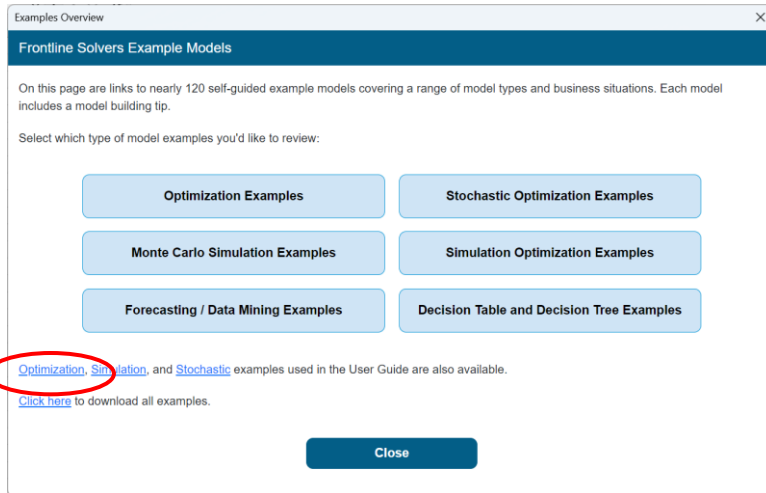 Examples Overview
Frontline Solvers Example Models
On this page are links to nearly 120 self-guided example models covering a range of model types and business situations. Each model
includes a model building tip.
Select which type of model examples you'd like to review:
Optimization Examples
Stochastic Optimization Examples
Monte Carlo Simulation Examples
Simulation Optimization Examples
Forecasting / Data Mining Examples
Decision Table and Decision Tree Examples
Optimization, Simulation, and Stochastic examples used in the User Guide are also available.
Click here to download all examples.
Close